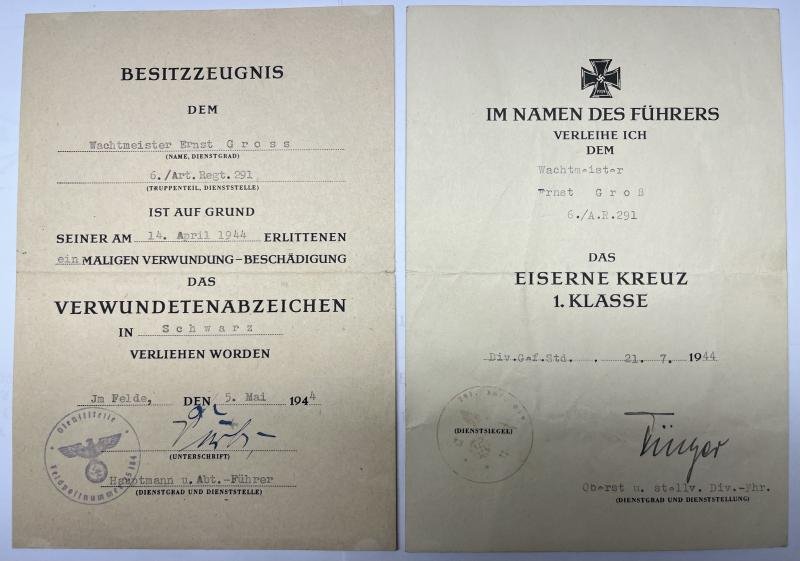 BESITZZEUGNIS
DEM
Wachtmeister Ernst Gross
(NAME, DIENSTGRAD)
6./Art.Regt.291
(TRUPPENTEIL, DIENSTSTELLE)
IST AUF GRUND
SEINER AM 14. April 1944 ERLITTENEN
ein MALIGEN VERWUNDUNG–BESCHÄDIGUNG
DAS
VERWUNDETENABZEICHEN
IN Schwarz
VERLIEHEN WORDEN
Jm Felde, DEN 5. Mai 1944
(UNTERSCHRIFT)
Hauptmann u. Abt.-Führer
(DIENSTGRAD UND DIENSTSTELLE)
Dienststelle
Feldpostnummer
IM NAMEN DES FÜHRERS
VERLEIHE ICH
DEM
Wachtmeister
Ernst Groß
6./A.R.291
DAS
EISERNE KREUZ
1. KLASSE
Div.Gef.Std. . 21. 7. 1944
(DIENSTSIEGEL)
Oberst u. stellv. Div.-Fhr.
(DIENSTGRAD UND DIENSTSTELLUNG)